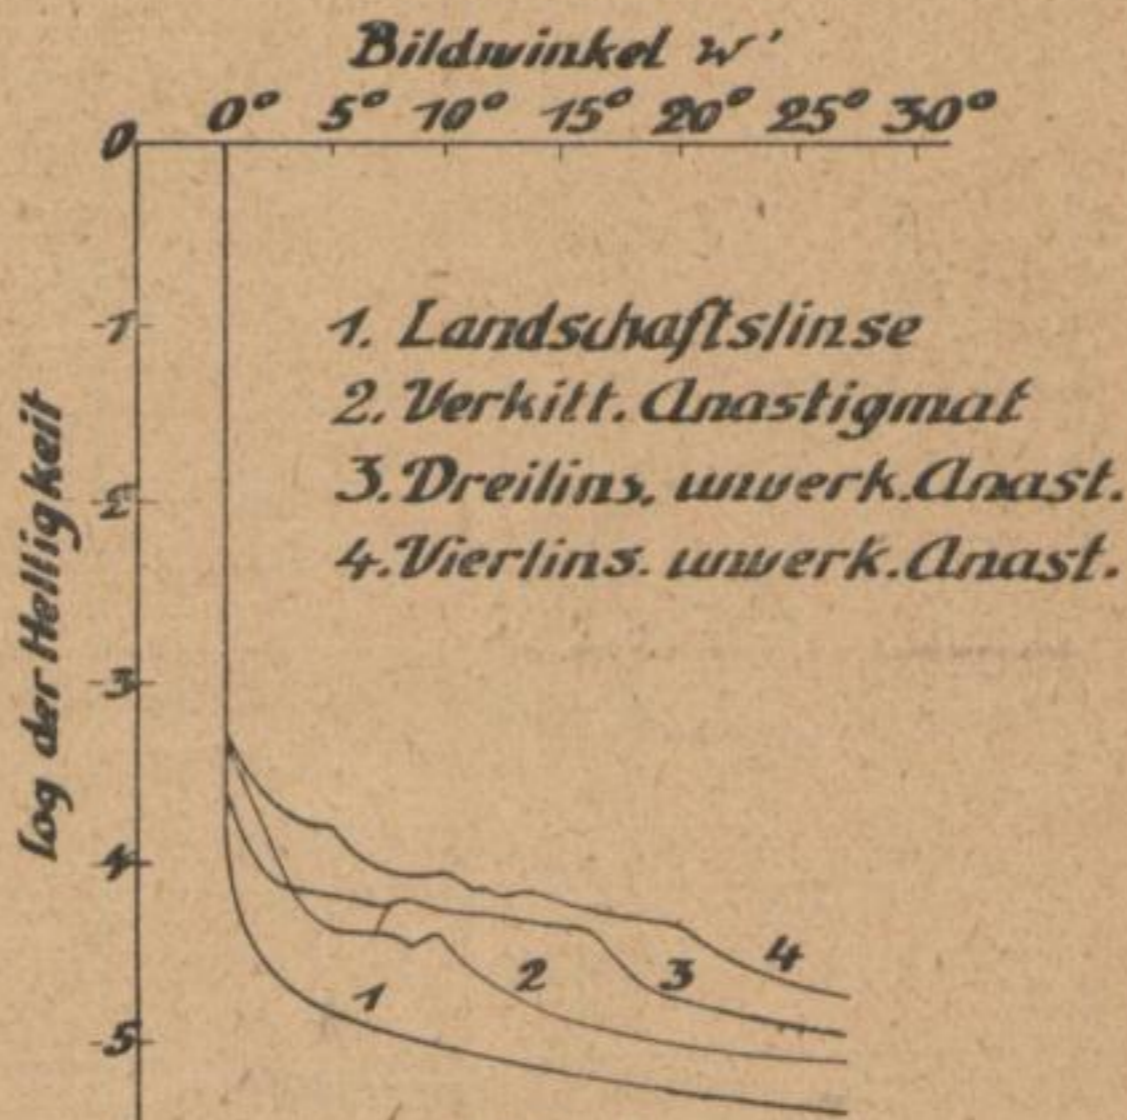 Bildwinkel w'
0° 5° 10° 15° 20° 25° 30°
0
-1
-2
-3
-4
-5
Log der Helligkeit
1. Landschaftslinse
2. Verkitt. Anastigmat
3. Dreilins. unverk. Anast.
4. Vierlins. unverk. Anast.
1
2
3
4